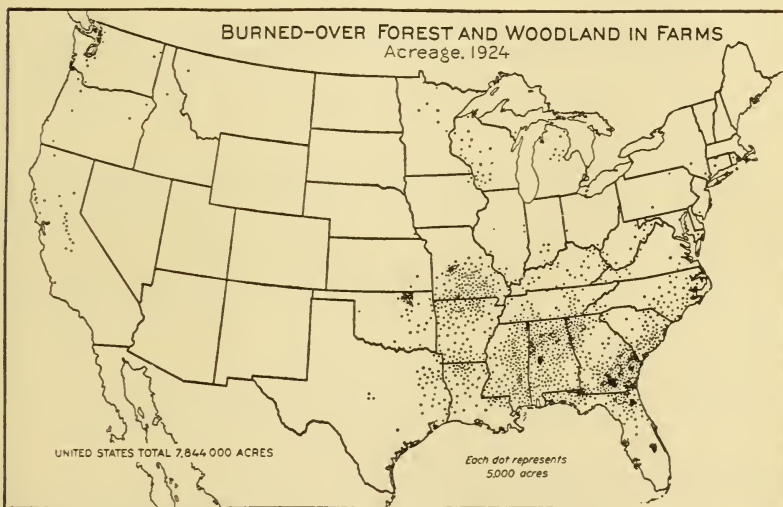 BURNED-OVER FOREST AND WOODLAND IN FARMS
Acreage, 1924
UNITED STATES TOTAL 7,844 000 ACRES
Each dot represents
5,000 acres